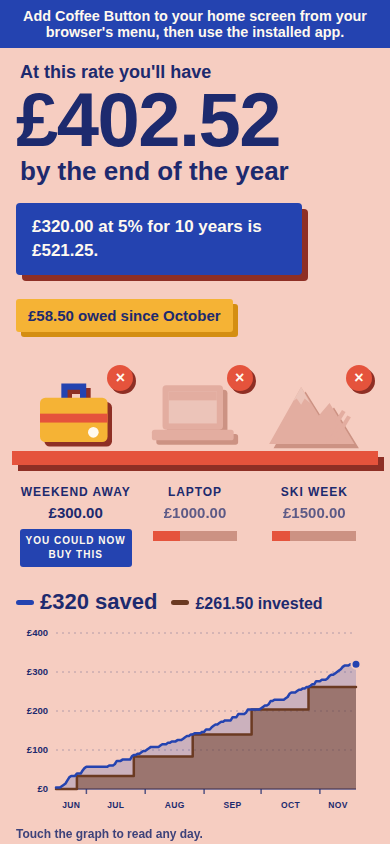 Add Coffee Button to your home screen from your
browser's menu, then use the installed app.
At this rate you'll have
£402.52
by the end of the year
£320.00 at 5% for 10 years is
£521.25.
£58.50 owed since October
WEEKEND AWAY LAPTOP SKI WEEK
£300.00 £1000.00 £1500.00
YOU COULD NOW
BUY THIS
£320 saved £261.50 invested
£400
£300
£200
£100
£0
JUN JUL AUG SEP OCT NOV
Touch the graph to read any day.